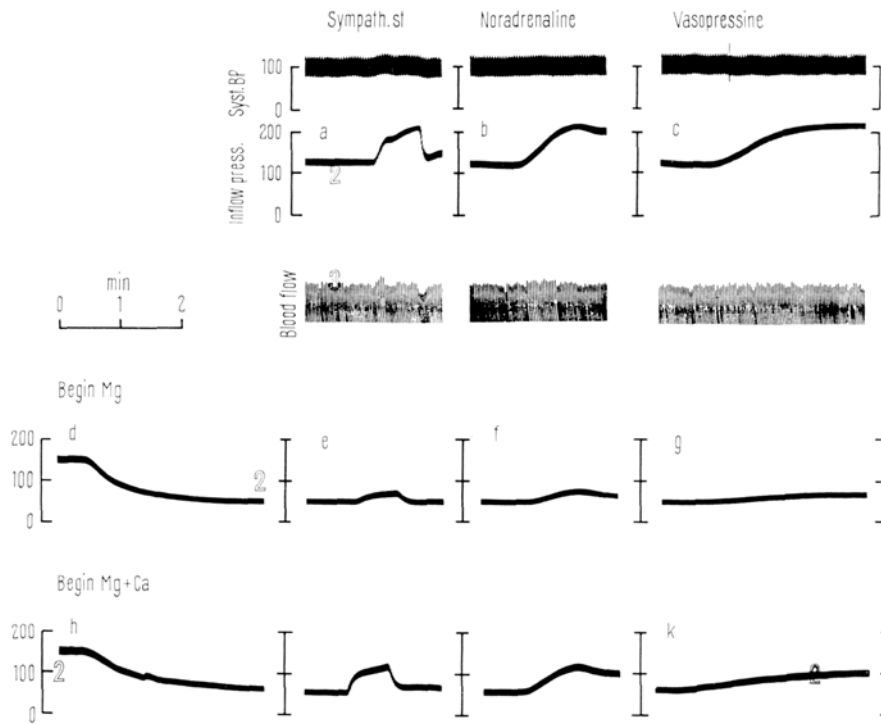 Sympath.st Noradrenaline Vasopressine
Syst.BP
100
0
Inflow press.
200
100
0
a b c
2
Blood flow
3
min
0 1 2
Begin Mg
200
100
0
d e f g
2
Begin Mg+Ca
200
100
0
h k
2 2